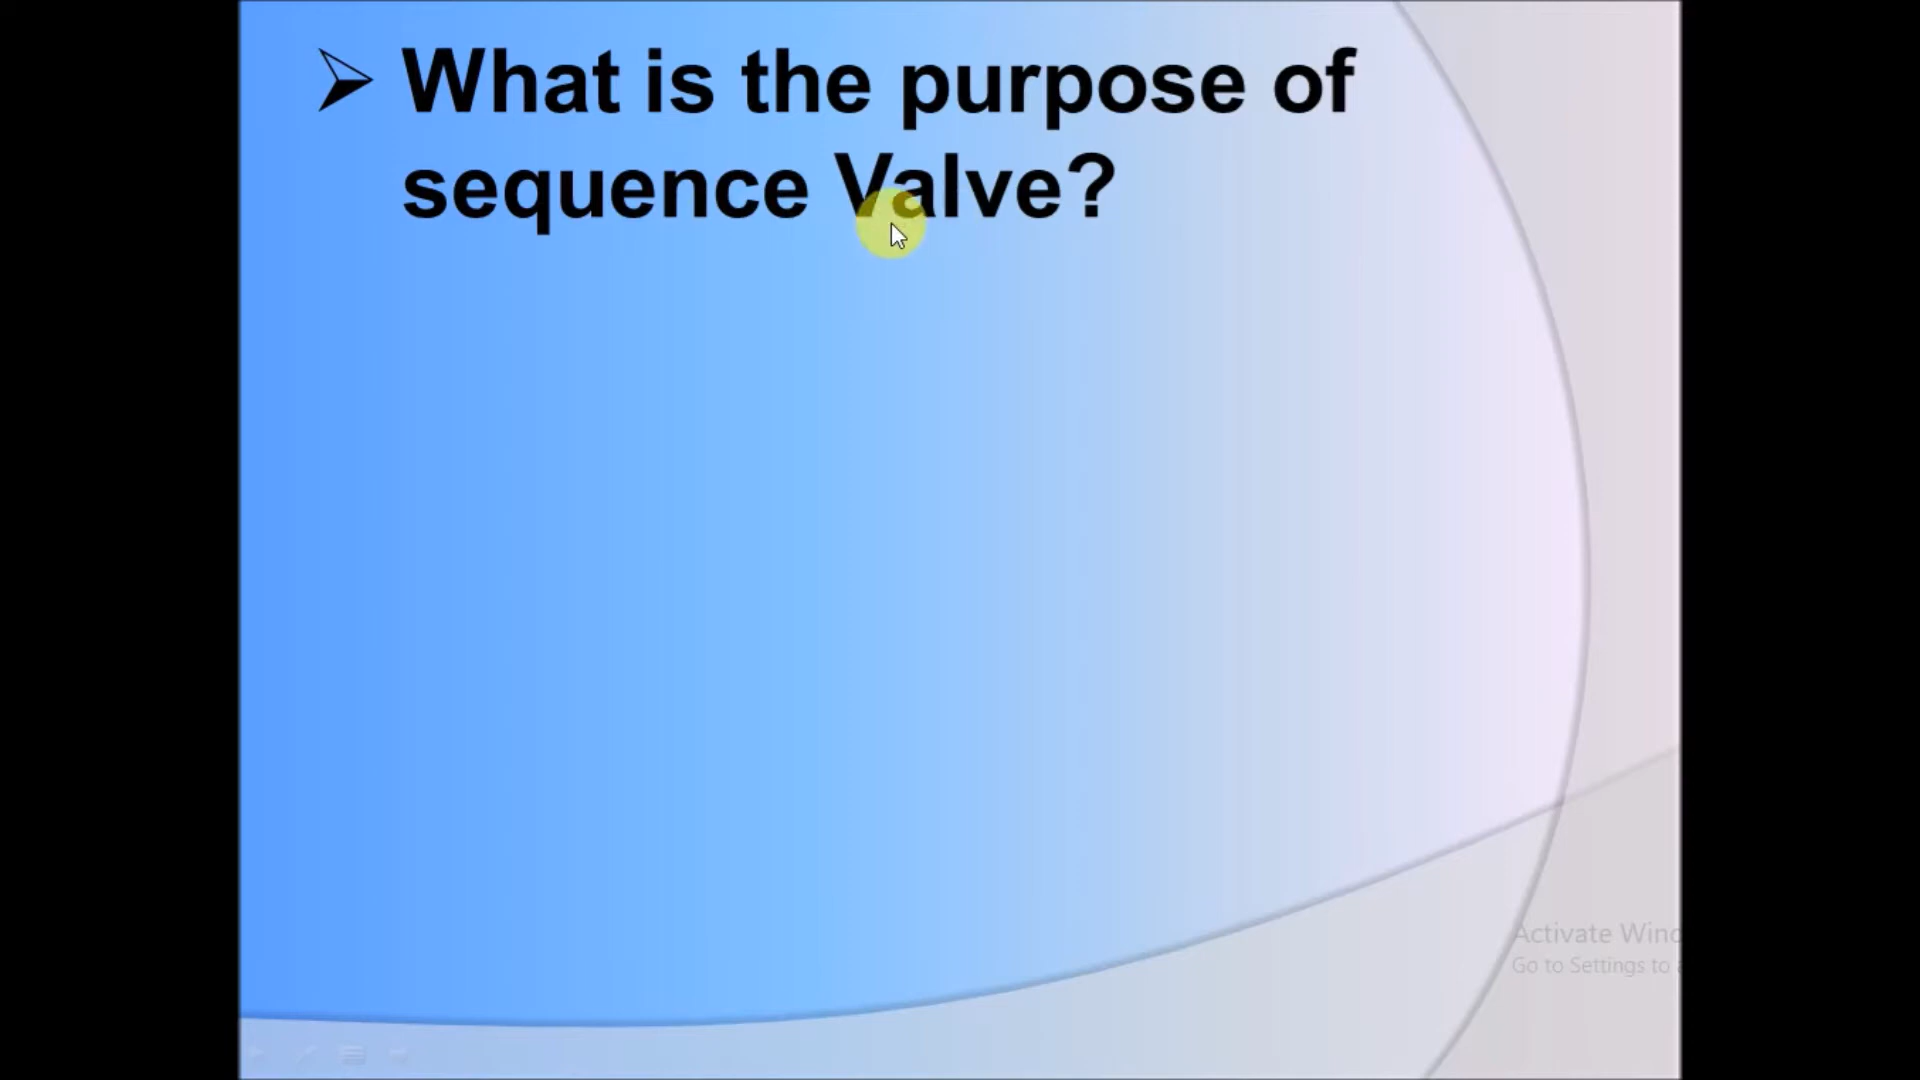 ➢ What is the purpose of
sequence Valve?
Activate Wind
Go to Settings to a